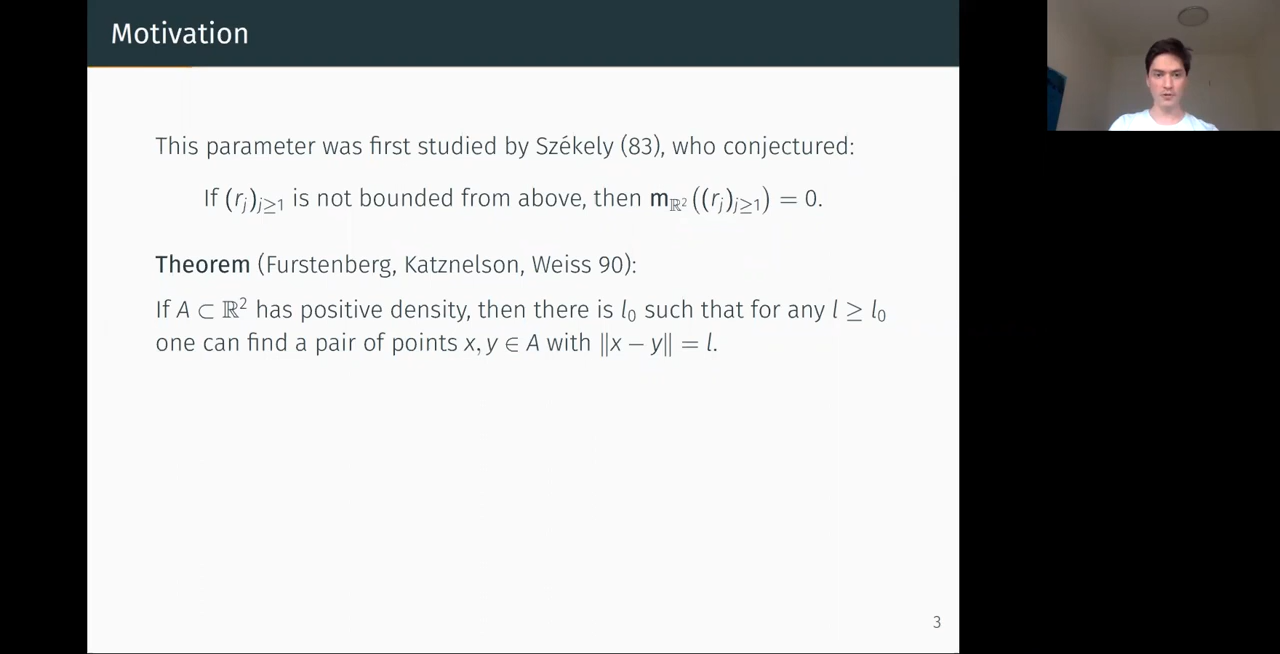 Motivation
This parameter was first studied by Székely (83), who conjectured:
If (r_j)_{j≥1} is not bounded from above, then m_{ℝ²}((r_j)_{j≥1}) = 0.
Theorem (Furstenberg, Katznelson, Weiss 90):
If A ⊂ ℝ² has positive density, then there is l₀ such that for any l ≥ l₀
one can find a pair of points x, y ∈ A with ‖x − y‖ = l.
3